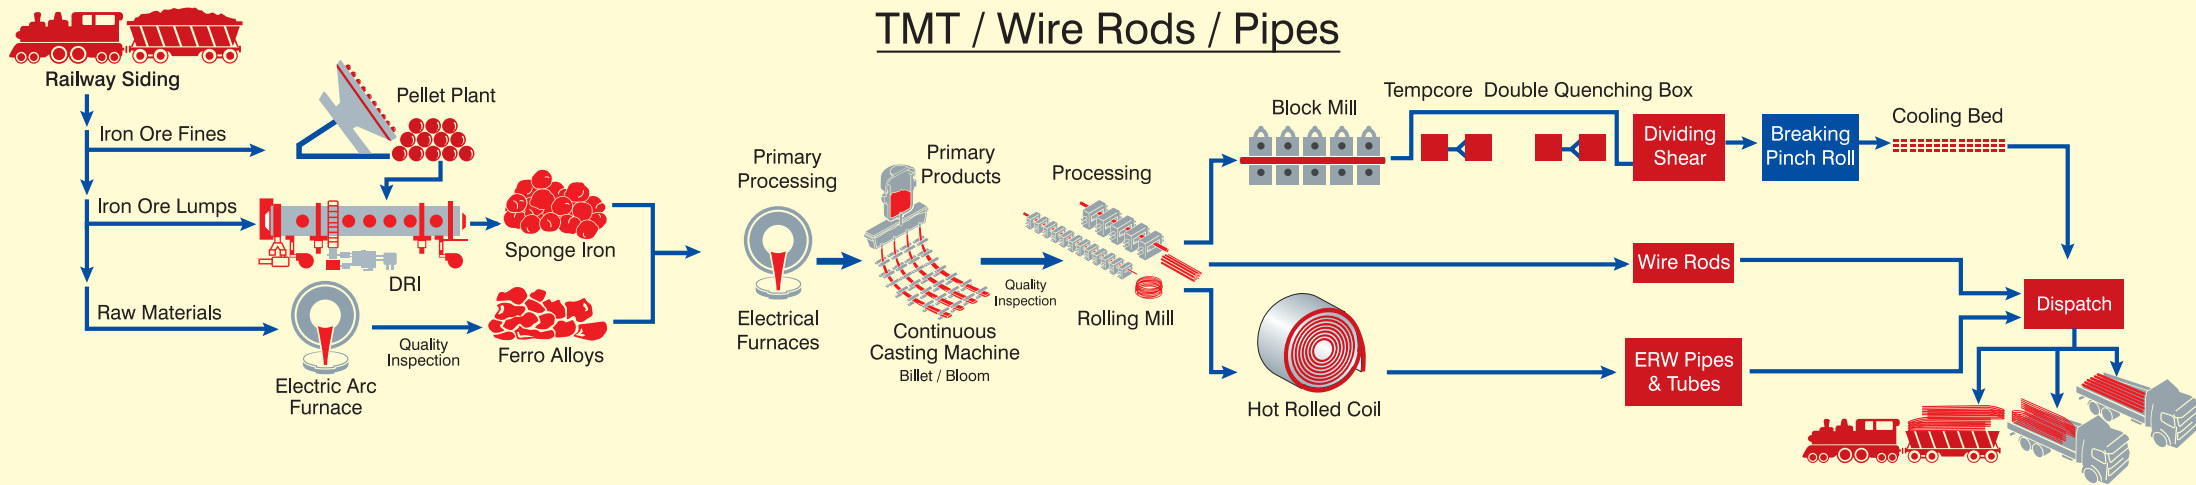 TMT / Wire Rods / Pipes
Railway Siding
Iron Ore Fines
Pellet Plant
Iron Ore Lumps
DRI
Sponge Iron
Raw Materials
Electric Arc
Furnace
Quality
Inspection
Ferro Alloys
Primary
Processing
Electrical
Furnaces
Primary
Products
Continuous
Casting Machine
Billet / Bloom
Quality
Inspection
Processing
Rolling Mill
Block Mill
Tempcore Double Quenching Box
Dividing
Shear
Breaking
Pinch Roll
Cooling Bed
Wire Rods
Hot Rolled Coil
ERW Pipes
& Tubes
Dispatch